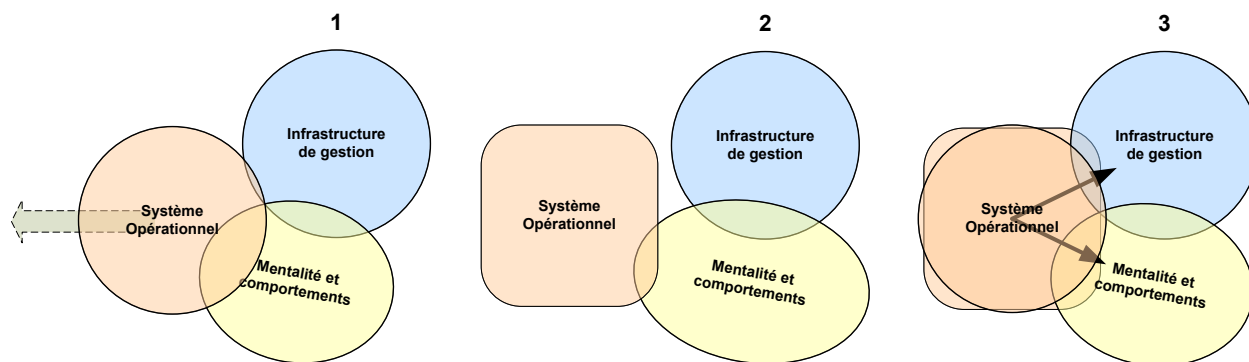 1
Infrastructure
de gestion
Système
Opérationnel
Mentalité et
comportements
2
Infrastructure
de gestion
Système
Opérationnel
Mentalité et
comportements
3
Infrastructure
de gestion
Système
Opérationnel
Mentalité et
comportements